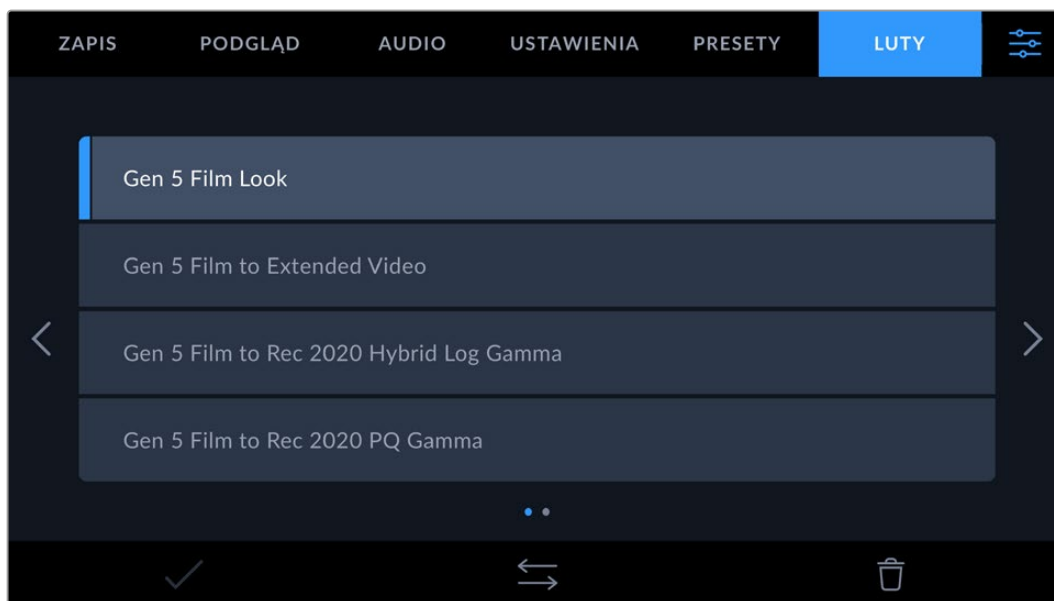 ZAPIS PODGLĄD AUDIO USTAWIENIA PRESETY LUTY
Gen 5 Film Look
Gen 5 Film to Extended Video
Gen 5 Film to Rec 2020 Hybrid Log Gamma
Gen 5 Film to Rec 2020 PQ Gamma